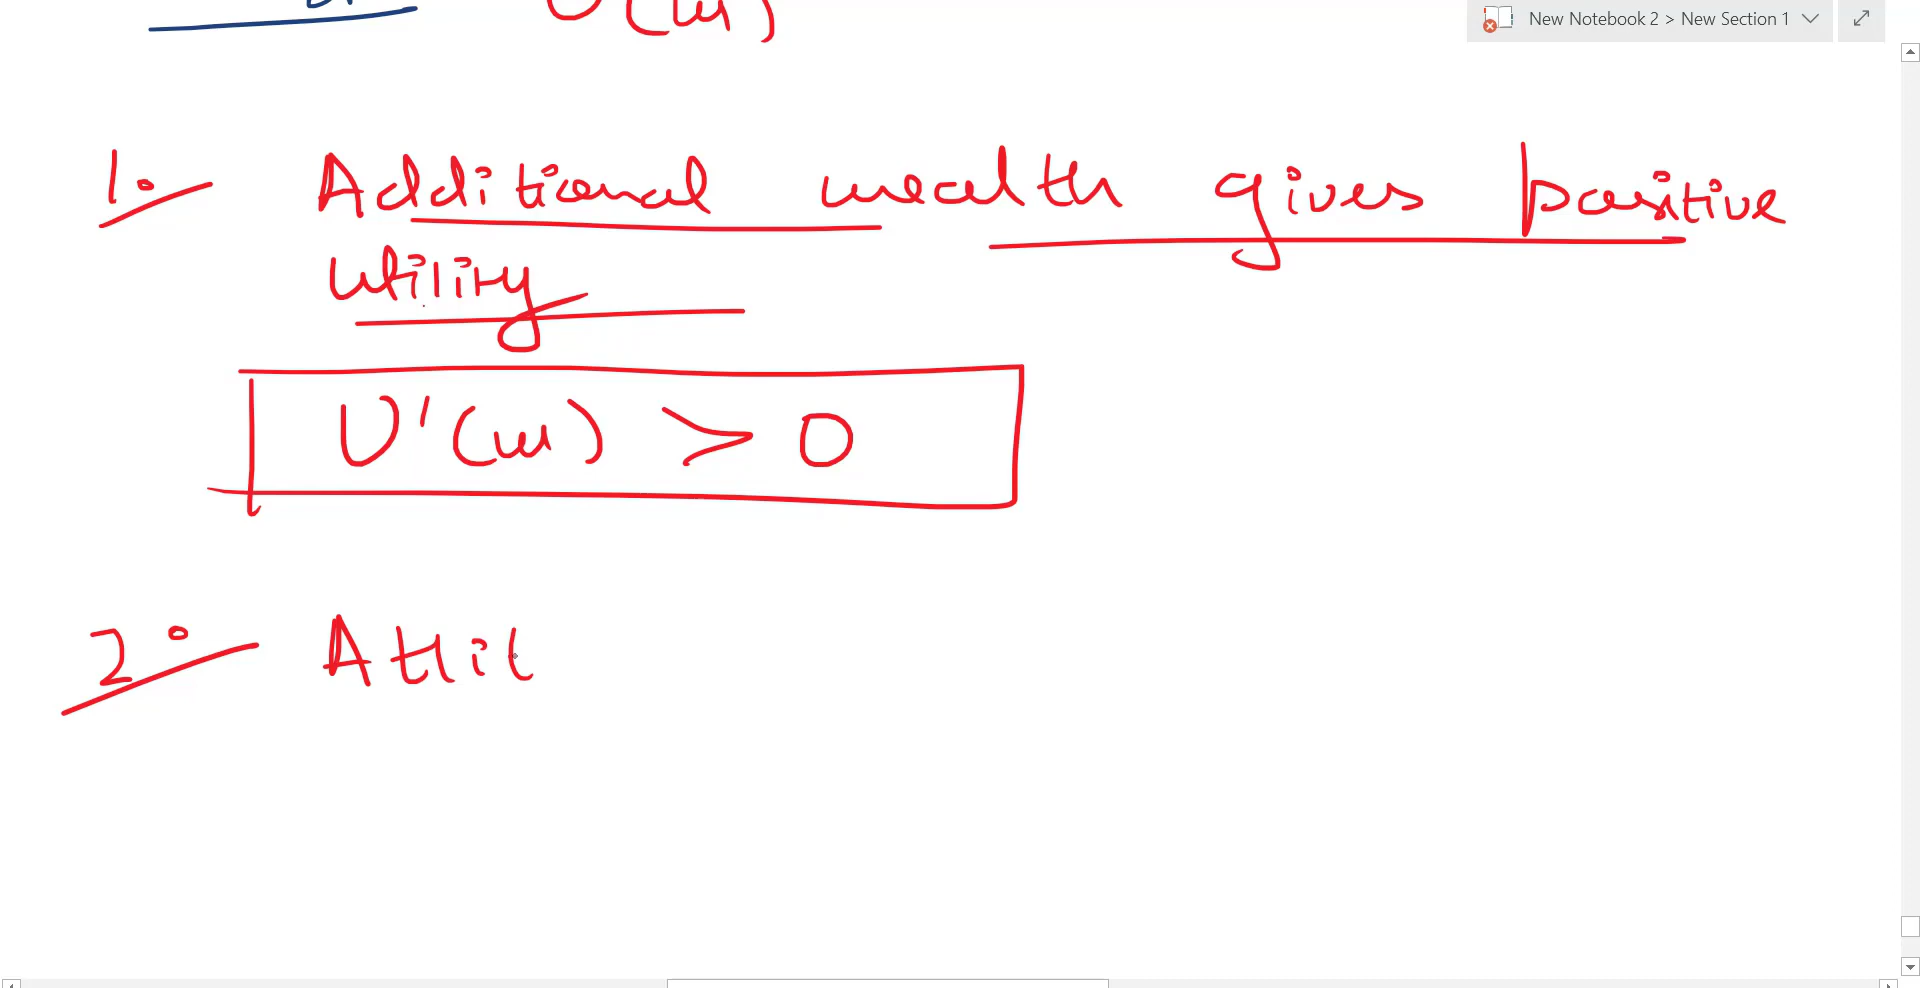 U(w)
New Notebook 2 > New Section 1
1. Additional wealth gives positive
utility
U'(w) > 0
2. Attit